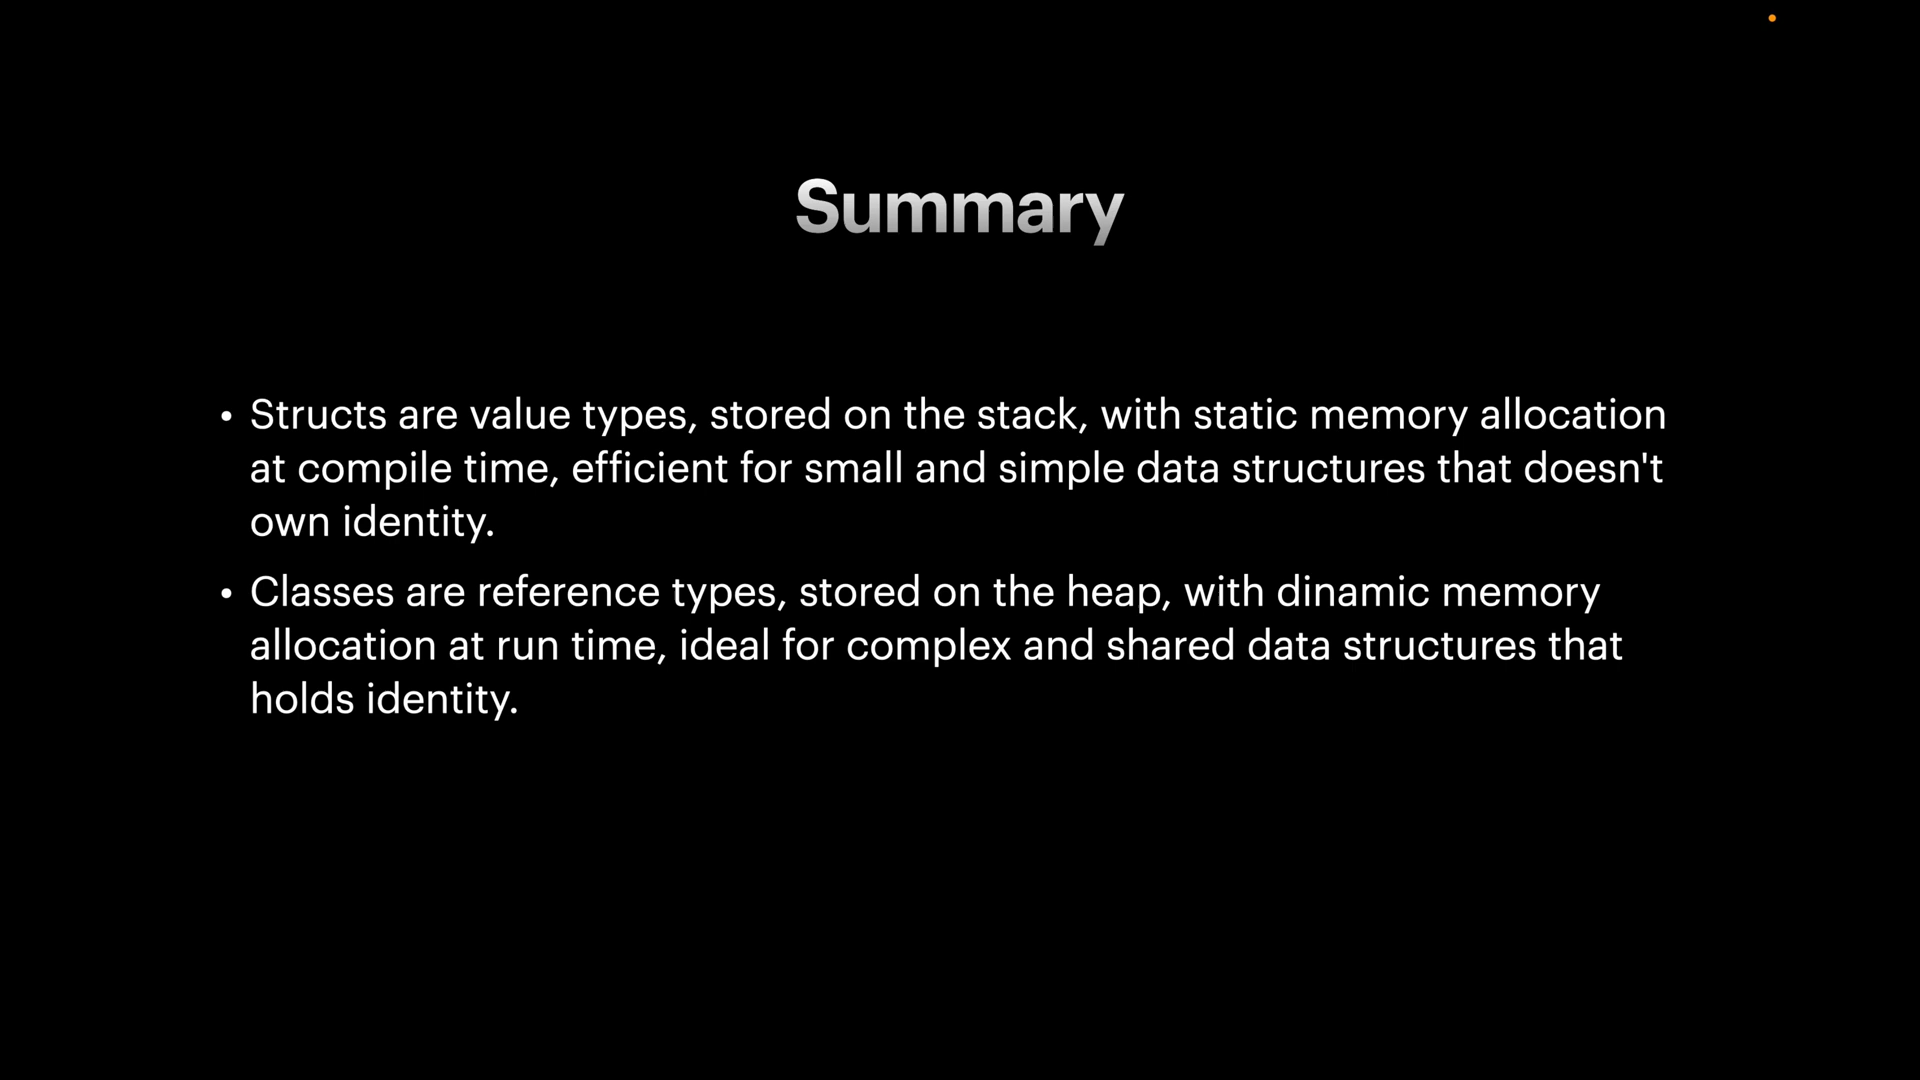 Summary
• Structs are value types, stored on the stack, with static memory allocation
at compile time, efficient for small and simple data structures that doesn't
own identity.
• Classes are reference types, stored on the heap, with dinamic memory
allocation at run time, ideal for complex and shared data structures that
holds identity.